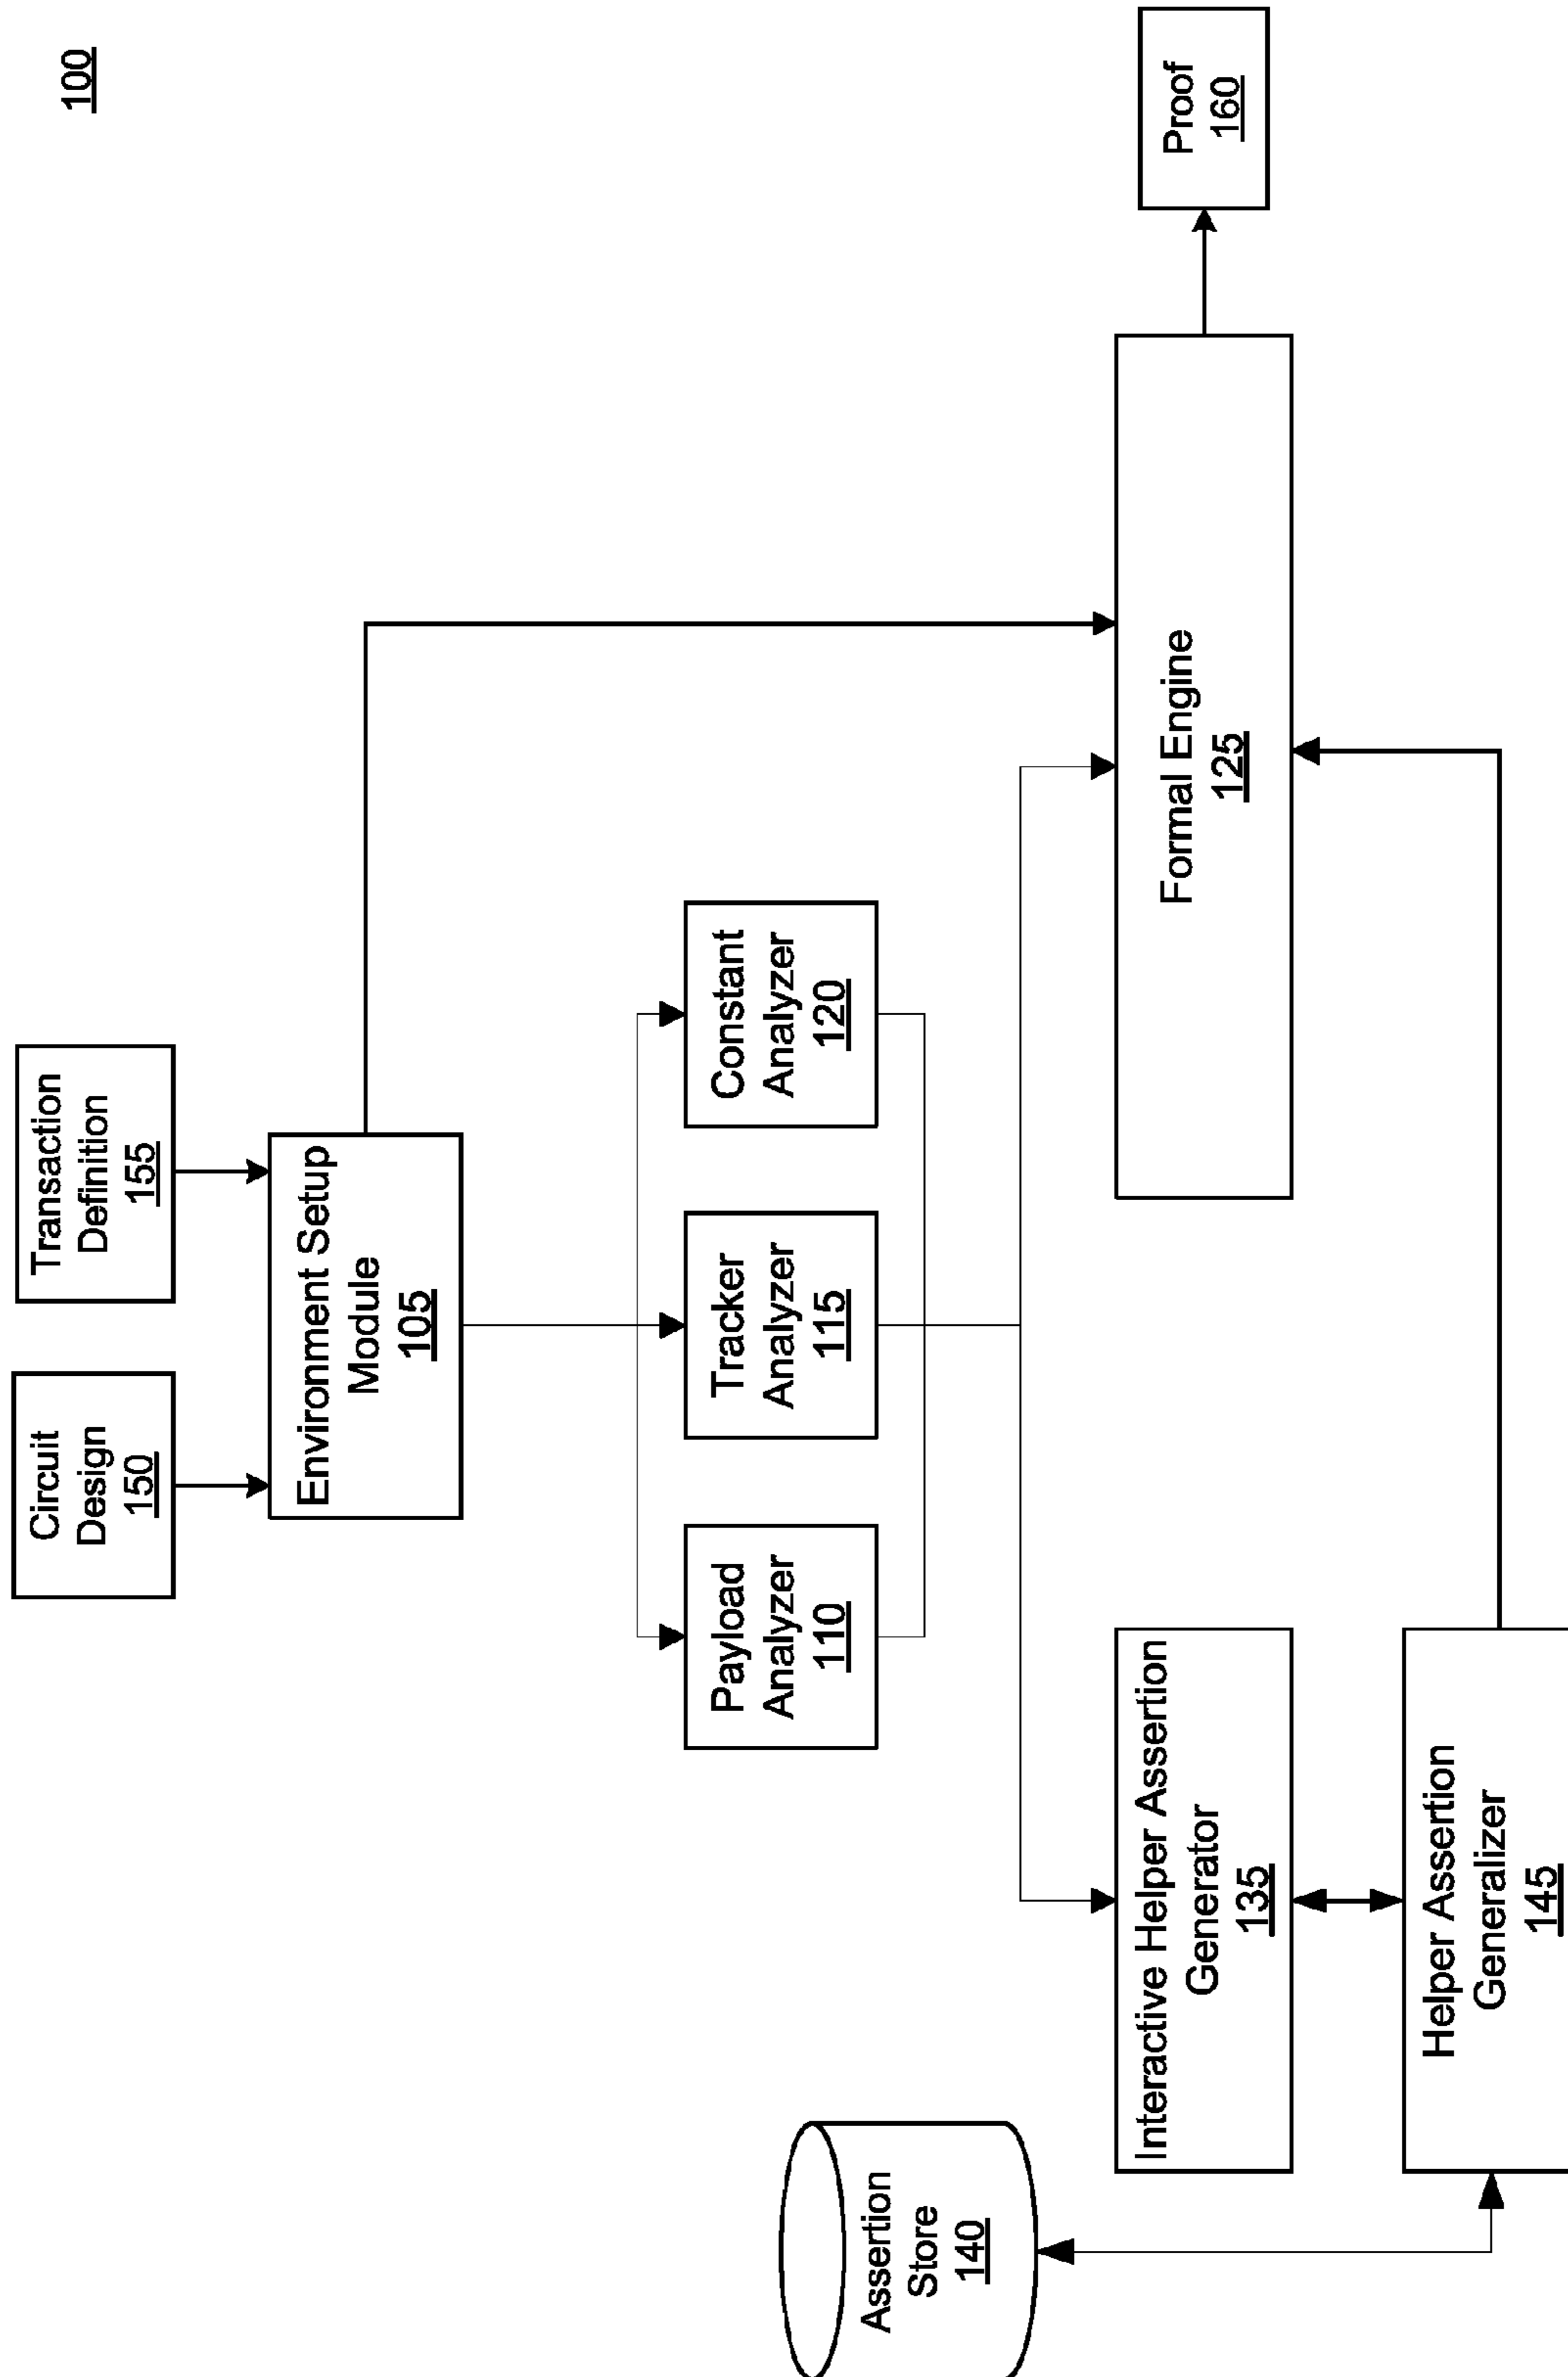 100
Circuit
Design
150
Transaction
Definition
155
Environment Setup
Module
105
Payload
Analyzer
110
Tracker
Analyzer
115
Constant
Analyzer
120
Assertion
Store
140
Interactive Helper Assertion
Generator
135
Formal Engine
125
Proof
160
Helper Assertion
Generalizer
145